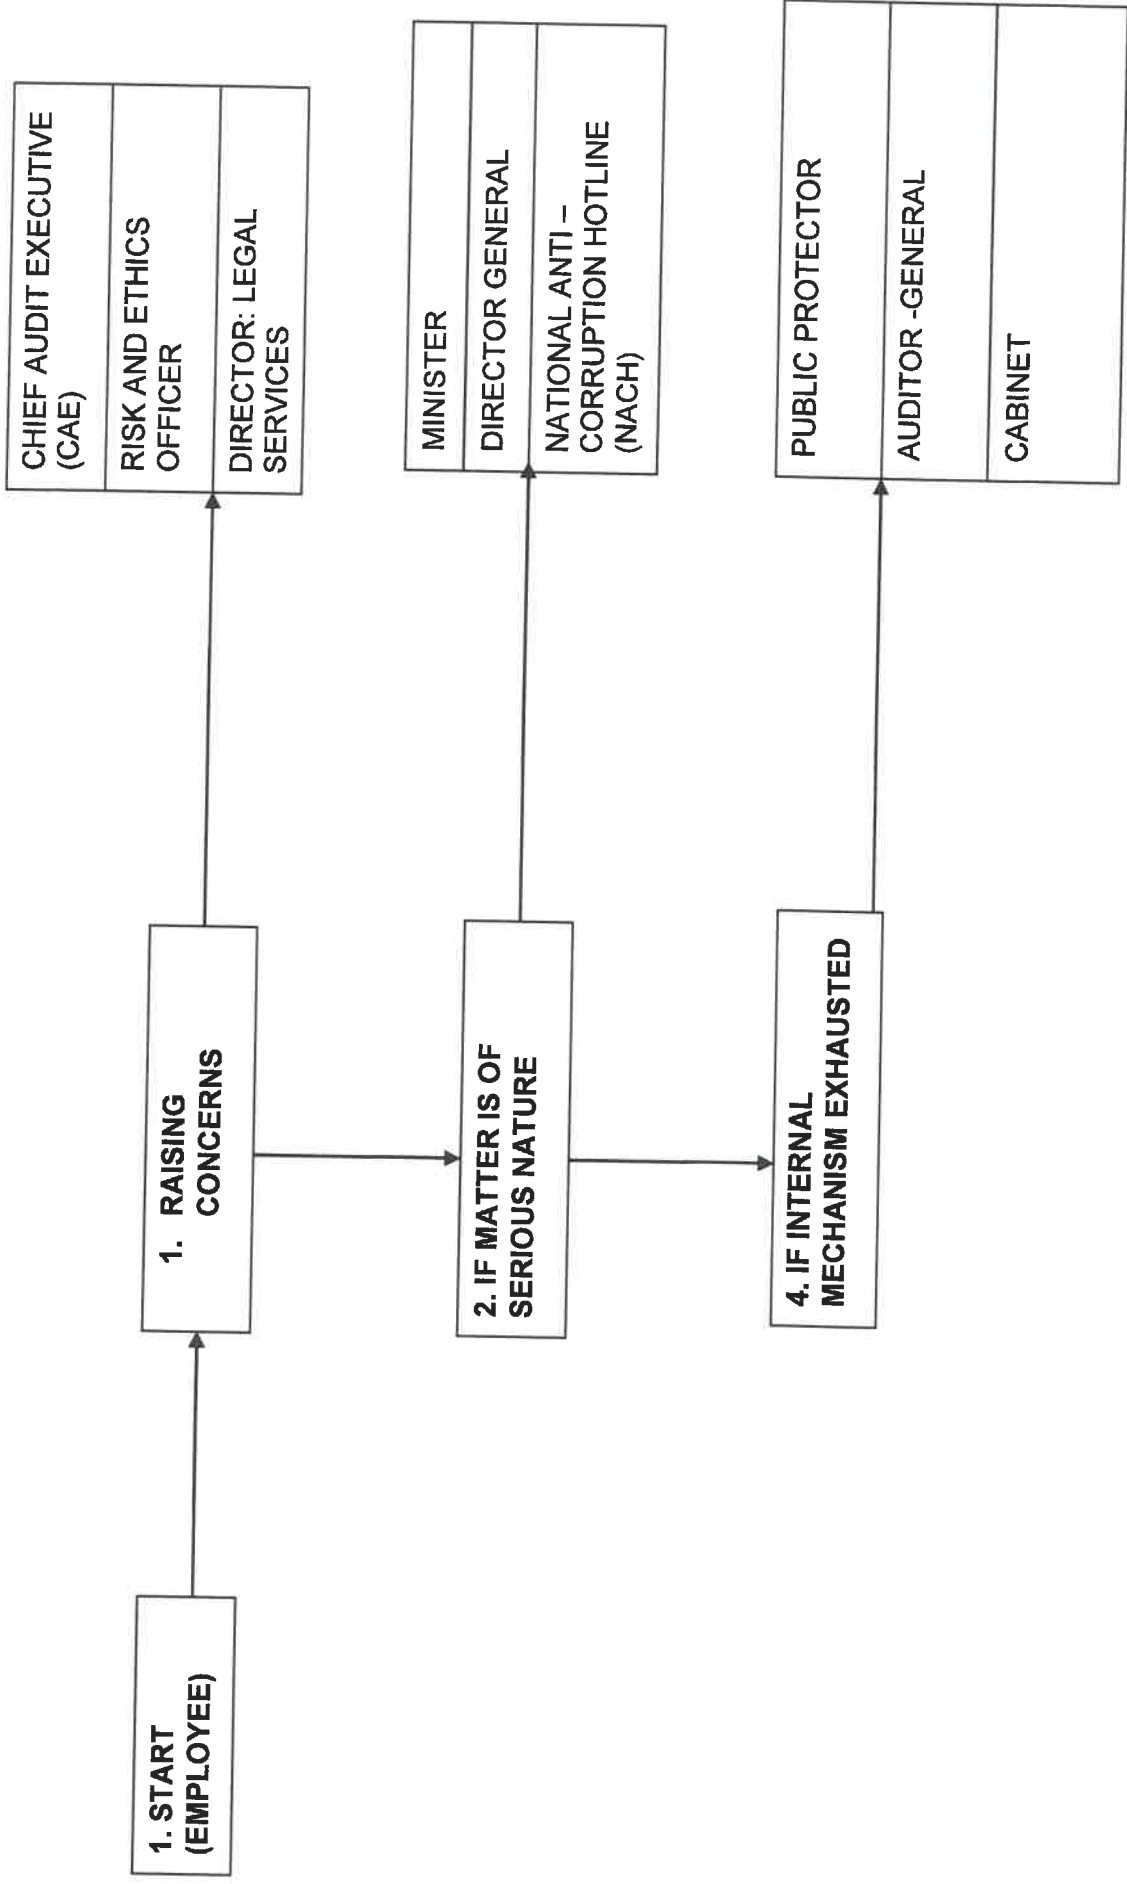 1. START
(EMPLOYEE)
1. RAISING
CONCERNS
CHIEF AUDIT EXECUTIVE
(CAE)
RISK AND ETHICS
OFFICER
DIRECTOR: LEGAL
SERVICES
2. IF MATTER IS OF
SERIOUS NATURE
MINISTER
DIRECTOR GENERAL
NATIONAL ANTI –
CORRUPTION HOTLINE
(NACH)
4. IF INTERNAL
MECHANISM EXHAUSTED
PUBLIC PROTECTOR
AUDITOR -GENERAL
CABINET